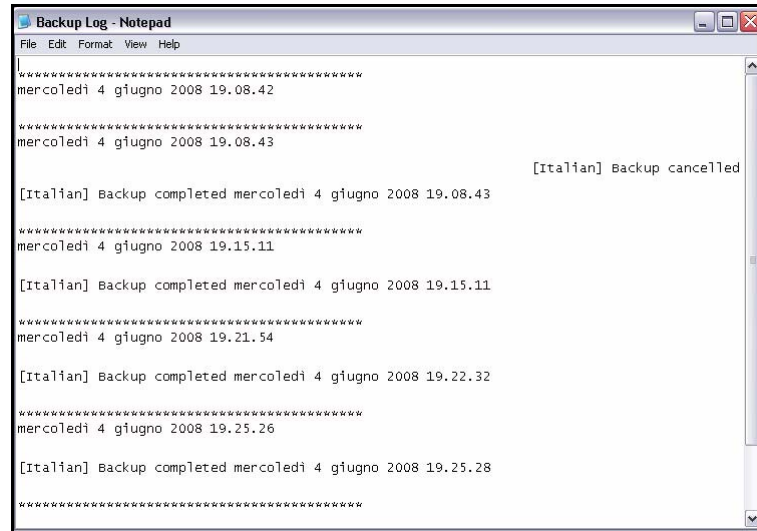 Backup Log - Notepad
File Edit Format View Help
*******************************************
mercoledì 4 giugno 2008 19.08.42
*******************************************
mercoledì 4 giugno 2008 19.08.43
[Italian] Backup cancelled
[Italian] Backup completed mercoledì 4 giugno 2008 19.08.43
*******************************************
mercoledì 4 giugno 2008 19.15.11
[Italian] Backup completed mercoledì 4 giugno 2008 19.15.11
*******************************************
mercoledì 4 giugno 2008 19.21.54
[Italian] Backup completed mercoledì 4 giugno 2008 19.22.32
*******************************************
mercoledì 4 giugno 2008 19.25.26
[Italian] Backup completed mercoledì 4 giugno 2008 19.25.28
*******************************************